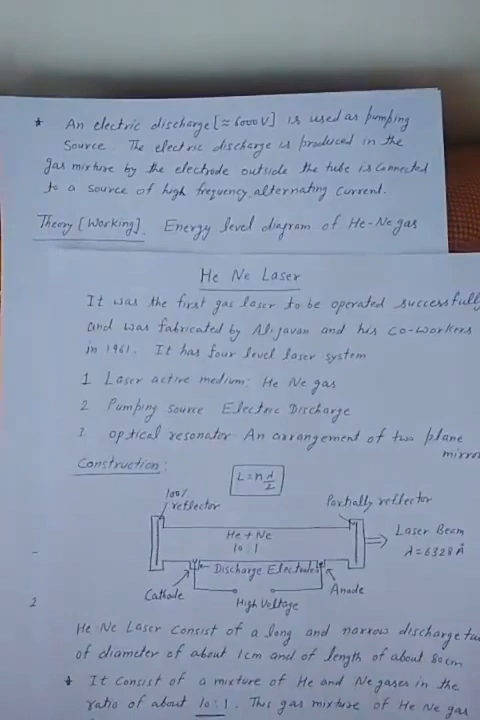 * An electric discharge [≈ 6000 V] is used as pumping
Source. The electric discharge is produced in the
gas mixture by the electrode outside the tube is connected
to a source of high frequency alternating current.
Theory [Working]. Energy level diagram of He-Ne gas
He Ne Laser
It was the first gas laser to be operated successfully
and was fabricated by Ali javan and his co-workers
in 1961. It has four level laser system
1 Laser active medium: He Ne gas
2 Pumping source Electric Discharge
optical resonator An arrangement of two plane
mirro
Construction:
L = n λ/2
100%
reflector
Partially reflector
He + Ne
10 : 1
Laser Beam
λ = 6328 Å
Discharge Electrodes
Cathode
Anode
High Voltage
2
He Ne Laser consist of a long and narrow discharge tu
of diameter of about 1cm and of length of about 80cm
* It consist of a mixture of He and Ne gases in the
ratio of about 10:1. This gas mixture of He Ne gas